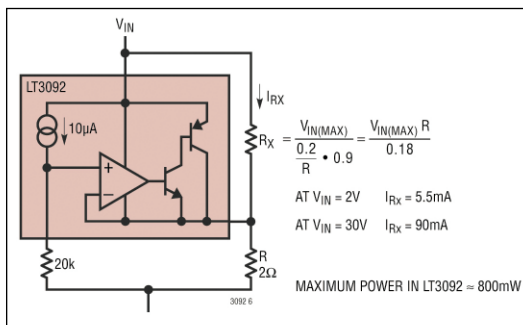 V_IN
LT3092
10µA
I_RX
+
–
R_X = V_IN(MAX) / (0.2/R • 0.9) = V_IN(MAX) R / 0.18
AT V_IN = 2V I_Rx = 5.5mA
AT V_IN = 30V I_Rx = 90mA
20k
R
2Ω
3092 6
MAXIMUM POWER IN LT3092 ≈ 800mW